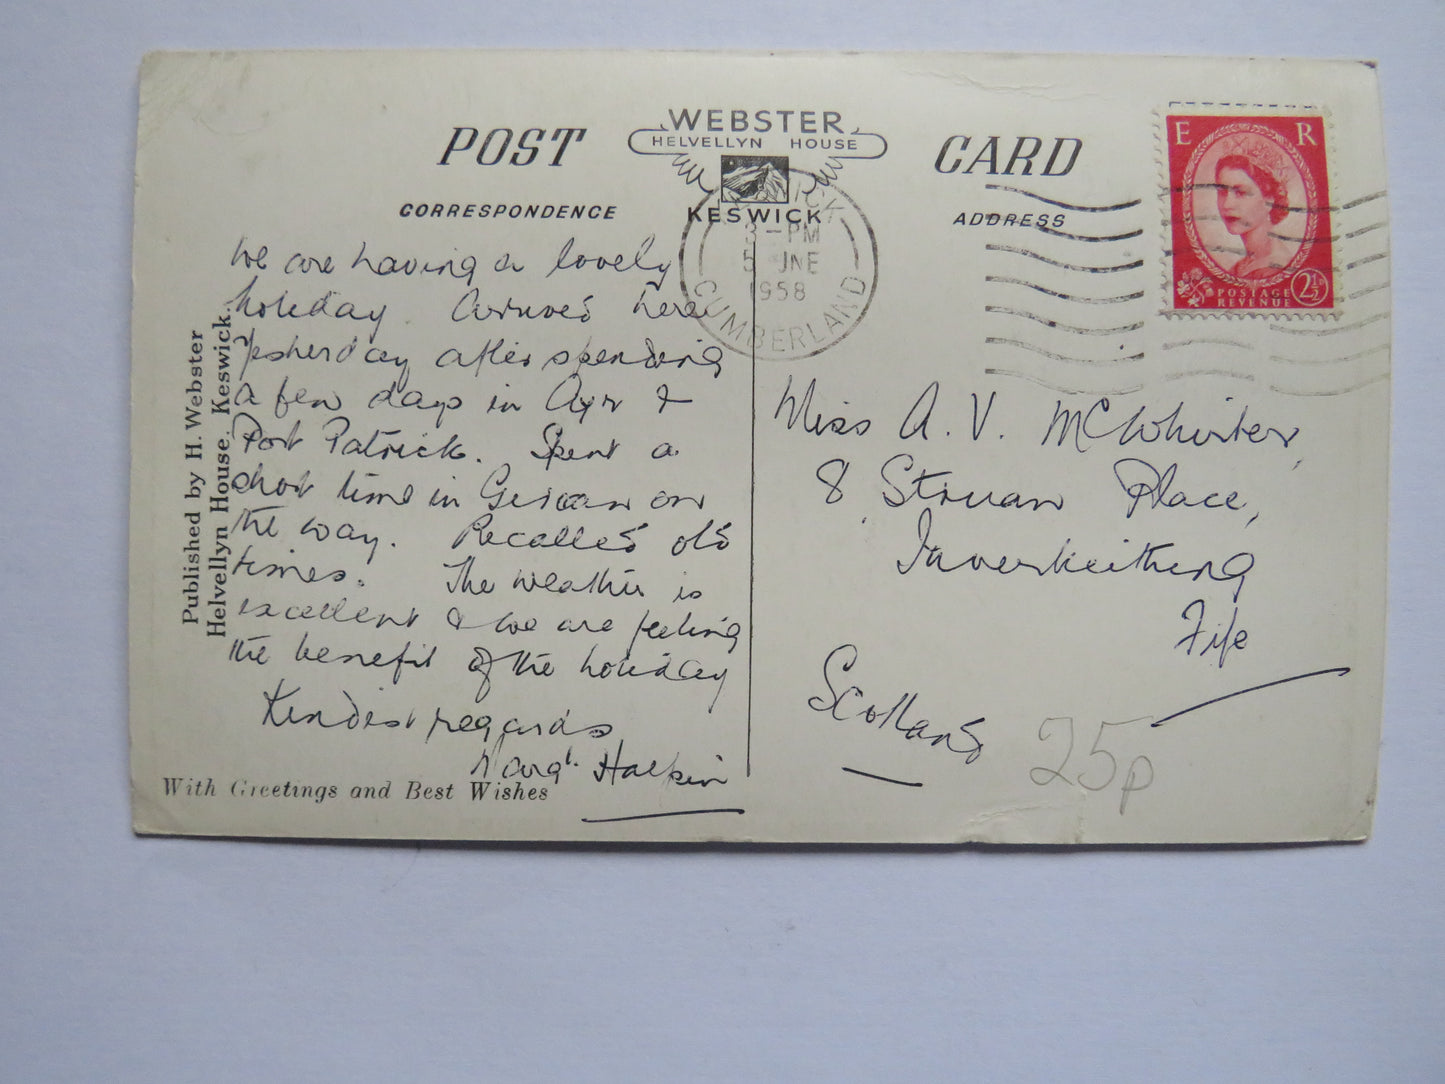 POST CARD
WEBSTER
HELVELLYN HOUSE
KESWICK
CORRESPONDENCE
ADDRESS
KESWICK
3-PM
5 JNE
1958
CUMBERLAND
E R
POSTAGE
REVENUE
2½D
Published by H. Webster
Helvellyn House, Keswick.
We are having a lovely
holiday. Arrived here
yesterday after spending
a few days in Ayr &
Port Patrick. Spent a
short time in Girvan on
the way. Recalled old
times. The weather is
excellent & we are feeling
the benefit of the holiday
Kindest regards
Margt. Halpin
With Greetings and Best Wishes
Miss A. V. McWhirter,
8 Struan Place,
Inverkeithing
Fife
Scotland
25p